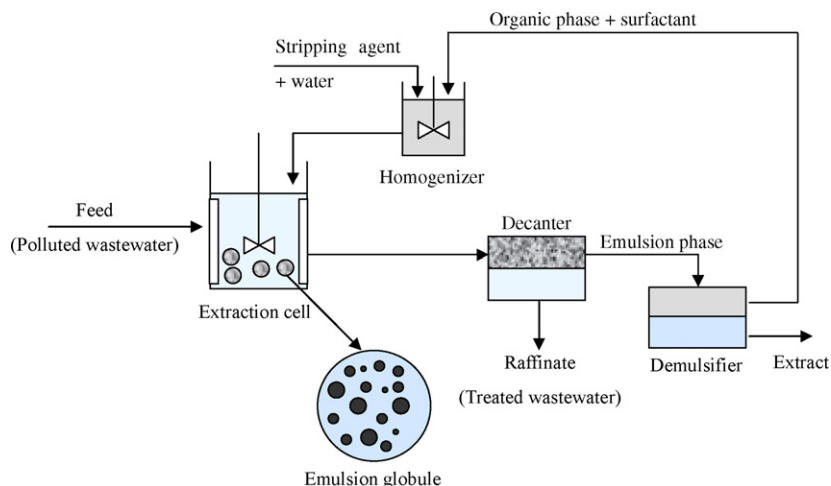 Organic phase + surfactant
Stripping agent
+ water
Homogenizer
Feed
(Polluted wastewater)
Extraction cell
Decanter
Emulsion phase
Raffinate
(Treated wastewater)
Demulsifier
Extract
Emulsion globule